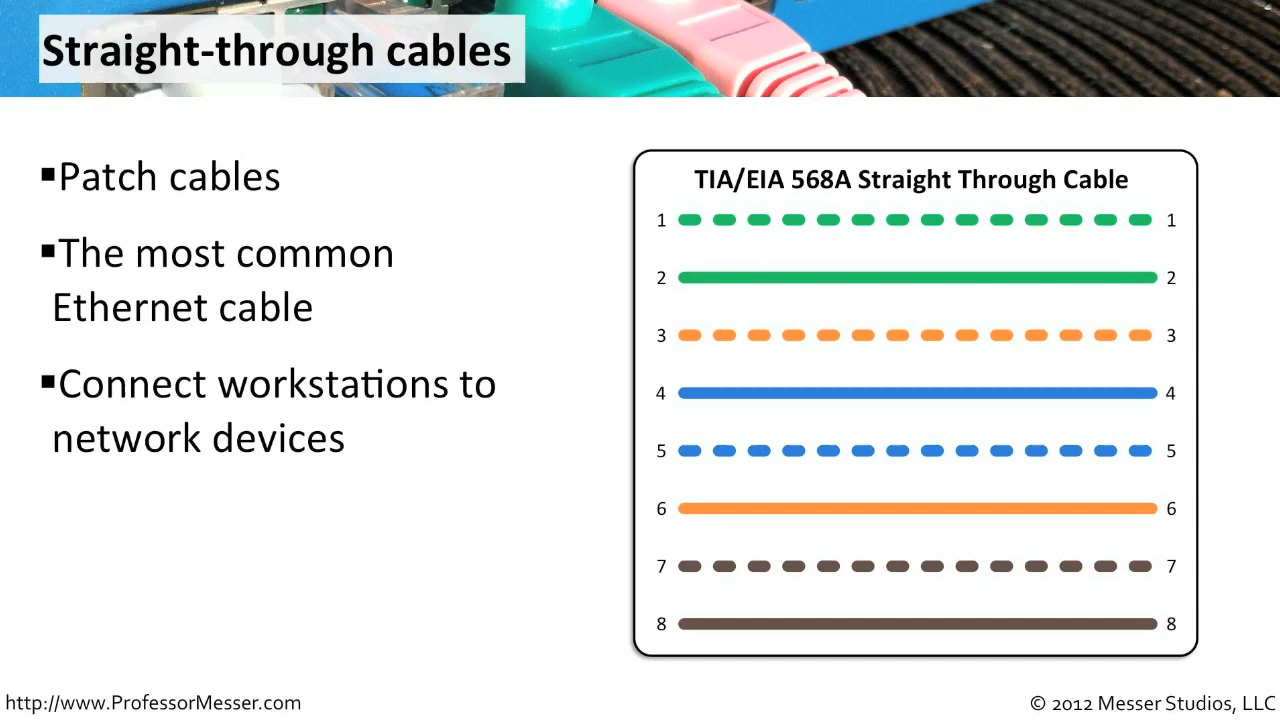 Straight-through cables
▪Patch cables
▪The most common
Ethernet cable
▪Connect workstations to
network devices
TIA/EIA 568A Straight Through Cable
1 1
2 2
3 3
4 4
5 5
6 6
7 7
8 8
http://www.ProfessorMesser.com
© 2012 Messer Studios, LLC